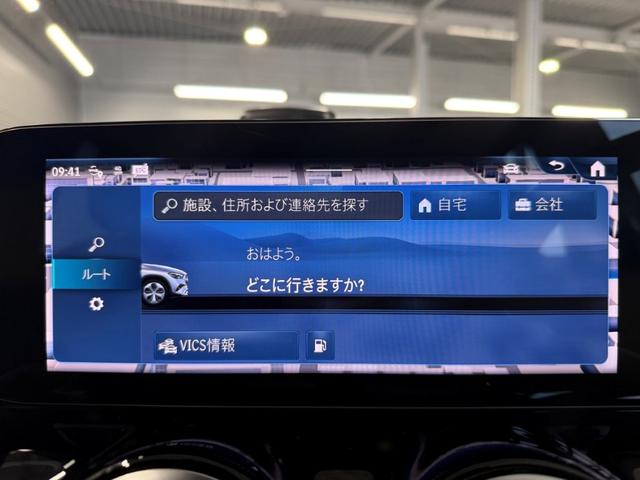 09:41
施設、住所および連絡先を探す
自宅
会社
おはよう。
ルート
どこに行きますか?
VICS情報